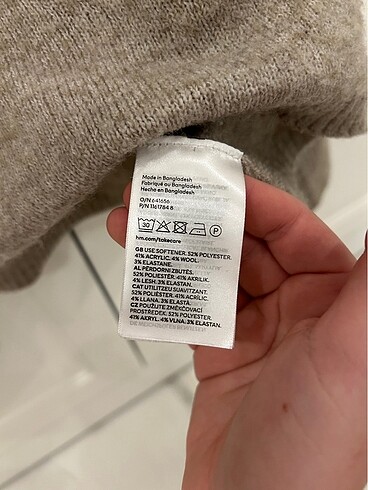 Made in Bangladesh
Fabriqué au Bangladesh
Hecho en Bangladesh
O/N 641656
P/N 1161784 8
30
P
hm.com/takecare
GB USE SOFTENER. 52% POLYESTER.
41% ACRYLIC. 4% WOOL.
3% ELASTANE.
AL PËRDORNI ZBUTËS.
52% POLIESTËR. 41% AKRILIK.
4% LESH. 3% ELASTAN.
CAT UTILITZEU SUAVITZANT.
52% POLIÈSTER. 41% ACRÍLIC.
4% LLANA. 3% ELASTÀ.
CZ POUŽIJTE ZMĚKČOVACÍ
PROSTŘEDEK. 52% POLYESTER.
41% AKRYL. 4% VLNA. 3% ELASTAN.